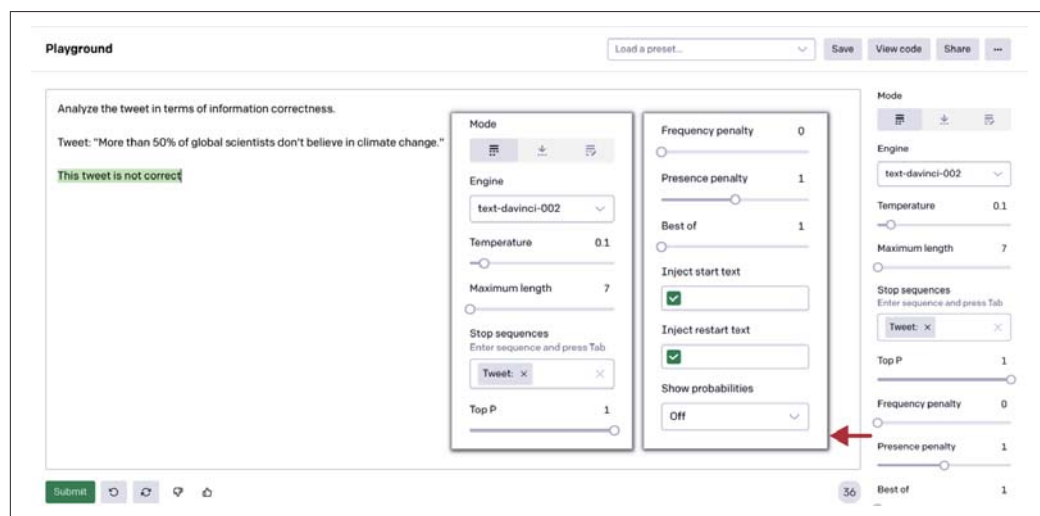 Playground
Load a preset...
Save
View code
Share
...
Analyze the tweet in terms of information correctness.
Tweet: "More than 50% of global scientists don't believe in climate change."
This tweet is not correct
Mode
Engine
text-davinci-002
Temperature 0.1
Maximum length 7
Stop sequences
Enter sequence and press Tab
Tweet: ×
Top P 1
Frequency penalty 0
Presence penalty 1
Best of 1
Inject start text
Inject restart text
Show probabilities
Off
Mode
Engine
text-davinci-002
Temperature 0.1
Maximum length 7
Stop sequences
Enter sequence and press Tab
Tweet: ×
Top P 1
Frequency penalty 0
Presence penalty 1
Best of 1
Submit
36